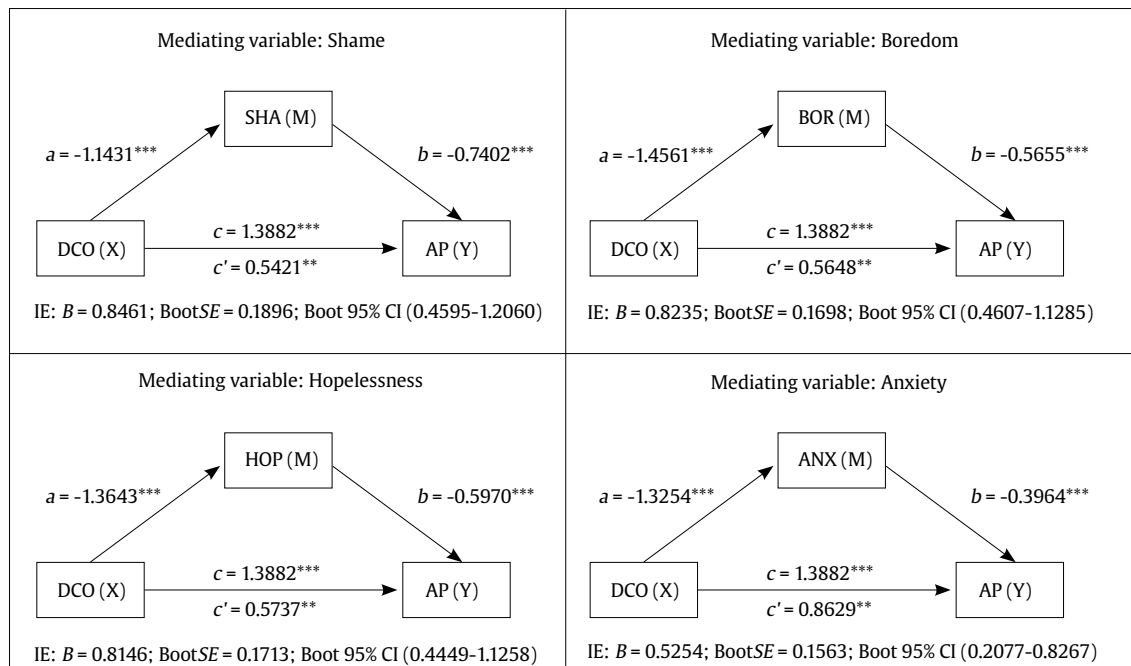 Mediating variable: Shame
SHA (M)
a = -1.1431***
b = -0.7402***
DCO (X)
c = 1.3882***
c' = 0.5421**
AP (Y)
IE: B = 0.8461; BootSE = 0.1896; Boot 95% CI (0.4595-1.2060)
Mediating variable: Boredom
BOR (M)
a = -1.4561***
b = -0.5655***
DCO (X)
c = 1.3882***
c' = 0.5648**
AP (Y)
IE: B = 0.8235; BootSE = 0.1698; Boot 95% CI (0.4607-1.1285)
Mediating variable: Hopelessness
HOP (M)
a = -1.3643***
b = -0.5970***
DCO (X)
c = 1.3882***
c' = 0.5737**
AP (Y)
IE: B = 0.8146; BootSE = 0.1713; Boot 95% CI (0.4449-1.1258)
Mediating variable: Anxiety
ANX (M)
a = -1.3254***
b = -0.3964***
DCO (X)
c = 1.3882***
c' = 0.8629**
AP (Y)
IE: B = 0.5254; BootSE = 0.1563; Boot 95% CI (0.2077-0.8267)